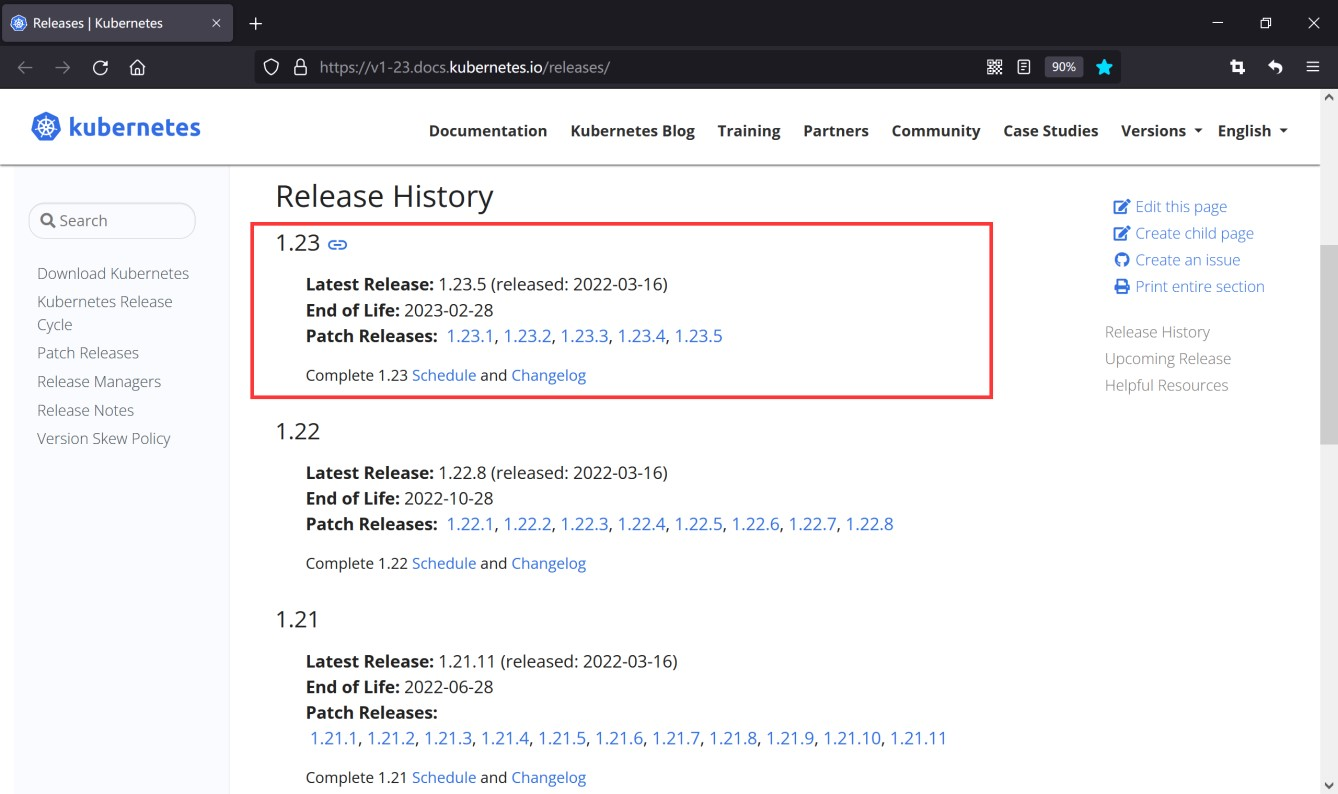 Releases | Kubernetes
https://v1-23.docs.kubernetes.io/releases/
90%
kubernetes
Documentation Kubernetes Blog Training Partners Community Case Studies Versions English
Search
Download Kubernetes
Kubernetes Release
Cycle
Patch Releases
Release Managers
Release Notes
Version Skew Policy
Release History
1.23
Latest Release: 1.23.5 (released: 2022-03-16)
End of Life: 2023-02-28
Patch Releases: 1.23.1, 1.23.2, 1.23.3, 1.23.4, 1.23.5
Complete 1.23 Schedule and Changelog
1.22
Latest Release: 1.22.8 (released: 2022-03-16)
End of Life: 2022-10-28
Patch Releases: 1.22.1, 1.22.2, 1.22.3, 1.22.4, 1.22.5, 1.22.6, 1.22.7, 1.22.8
Complete 1.22 Schedule and Changelog
1.21
Latest Release: 1.21.11 (released: 2022-03-16)
End of Life: 2022-06-28
Patch Releases:
1.21.1, 1.21.2, 1.21.3, 1.21.4, 1.21.5, 1.21.6, 1.21.7, 1.21.8, 1.21.9, 1.21.10, 1.21.11
Complete 1.21 Schedule and Changelog
Edit this page
Create child page
Create an issue
Print entire section
Release History
Upcoming Release
Helpful Resources